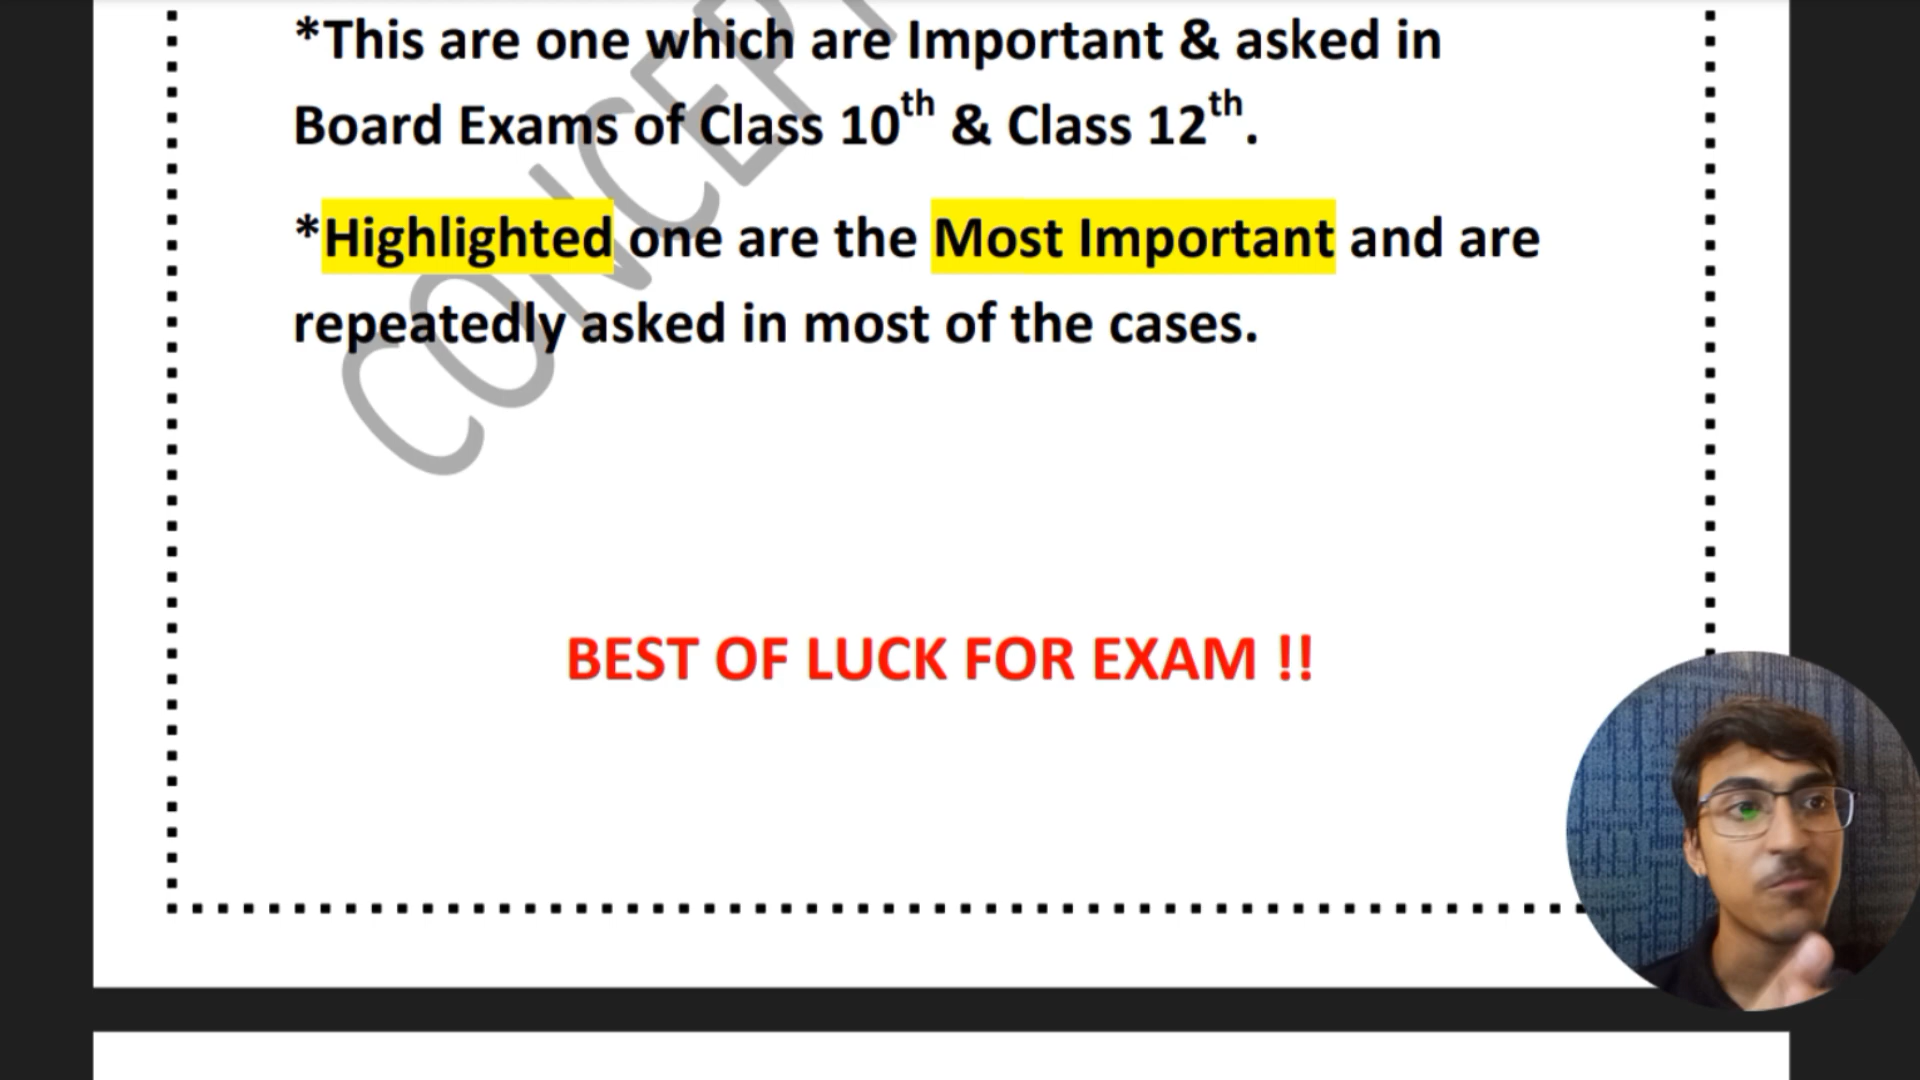 *This are one which are Important & asked in
Board Exams of Class 10th & Class 12th.
*Highlighted one are the Most Important and are
repeatedly asked in most of the cases.
CONCEPT
BEST OF LUCK FOR EXAM !!